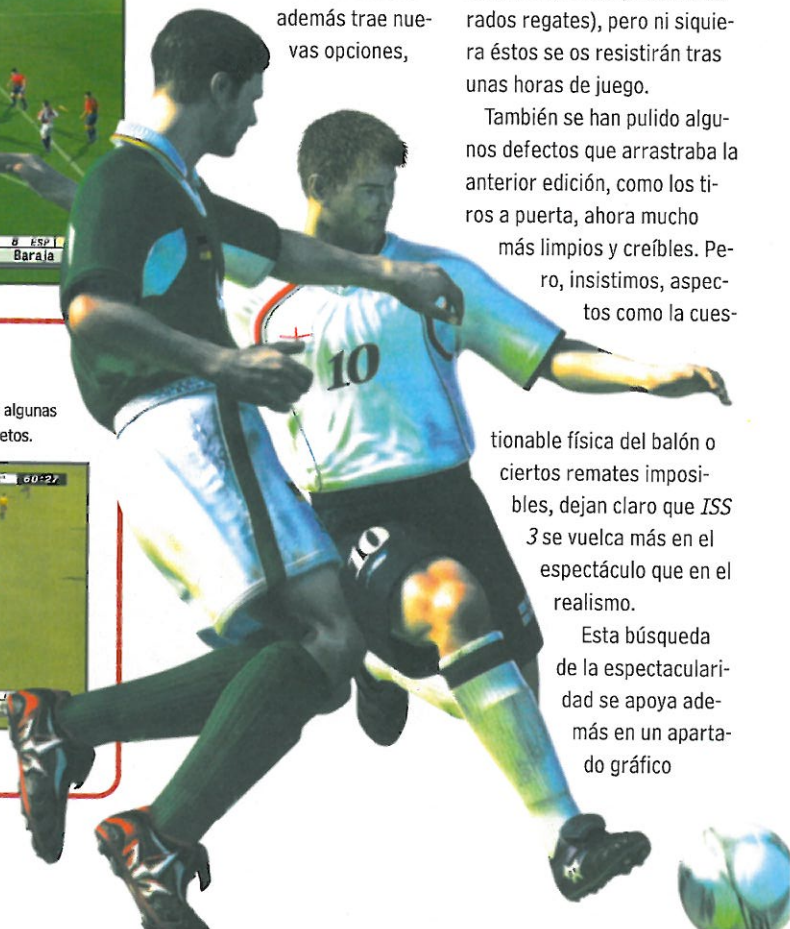 8 ESP
Baraja
algunas
etos.
60:27
además trae nue-
vas opciones,
10
10
rados regates), pero ni siquie-
ra éstos se os resistirán tras
unas horas de juego.
También se han pulido algu-
nos defectos que arrastraba la
anterior edición, como los ti-
ros a puerta, ahora mucho
más limpios y creíbles. Pe-
ro, insistimos, aspec-
tos como la cues-
tionable física del balón o
ciertos remates imposi-
bles, dejan claro que ISS
3 se vuelca más en el
espectáculo que en el
realismo.
Esta búsqueda
de la espectaculari-
dad se apoya ade-
más en un aparta-
do gráfico